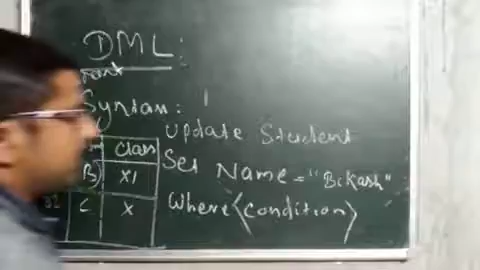 DML:
Syntax:
Update Student
Class
Set Name = "Bikash"
B) XI
Where <condition>
C X